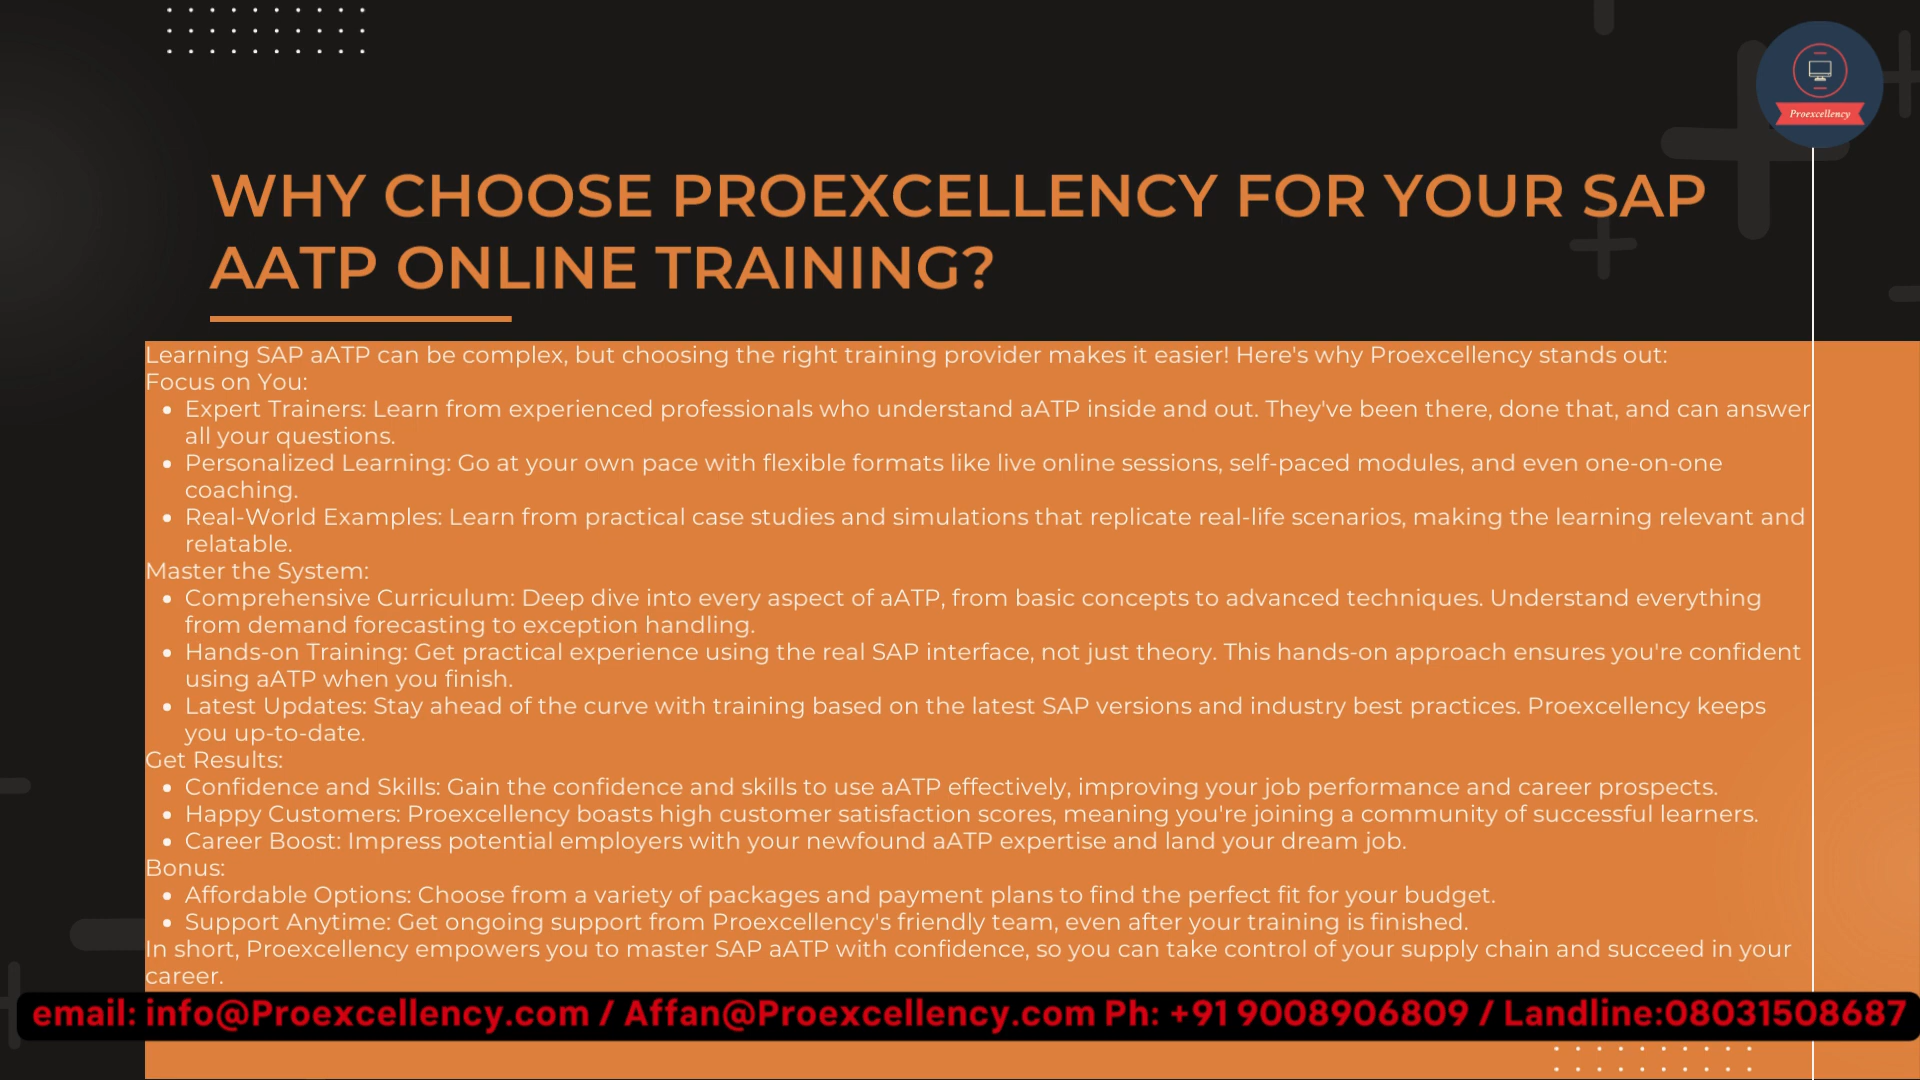 Proexcellency
WHY CHOOSE PROEXCELLENCY FOR YOUR SAP
AATP ONLINE TRAINING?
Learning SAP aATP can be complex, but choosing the right training provider makes it easier! Here's why Proexcellency stands out:
Focus on You:
• Expert Trainers: Learn from experienced professionals who understand aATP inside and out. They've been there, done that, and can answer
all your questions.
• Personalized Learning: Go at your own pace with flexible formats like live online sessions, self-paced modules, and even one-on-one
coaching.
• Real-World Examples: Learn from practical case studies and simulations that replicate real-life scenarios, making the learning relevant and
relatable.
Master the System:
• Comprehensive Curriculum: Deep dive into every aspect of aATP, from basic concepts to advanced techniques. Understand everything
from demand forecasting to exception handling.
• Hands-on Training: Get practical experience using the real SAP interface, not just theory. This hands-on approach ensures you're confident
using aATP when you finish.
• Latest Updates: Stay ahead of the curve with training based on the latest SAP versions and industry best practices. Proexcellency keeps
you up-to-date.
Get Results:
• Confidence and Skills: Gain the confidence and skills to use aATP effectively, improving your job performance and career prospects.
• Happy Customers: Proexcellency boasts high customer satisfaction scores, meaning you're joining a community of successful learners.
• Career Boost: Impress potential employers with your newfound aATP expertise and land your dream job.
Bonus:
• Affordable Options: Choose from a variety of packages and payment plans to find the perfect fit for your budget.
• Support Anytime: Get ongoing support from Proexcellency's friendly team, even after your training is finished.
In short, Proexcellency empowers you to master SAP aATP with confidence, so you can take control of your supply chain and succeed in your
career.
email: info@Proexcellency.com / Affan@Proexcellency.com Ph: +91 9008906809 / Landline:08031508687